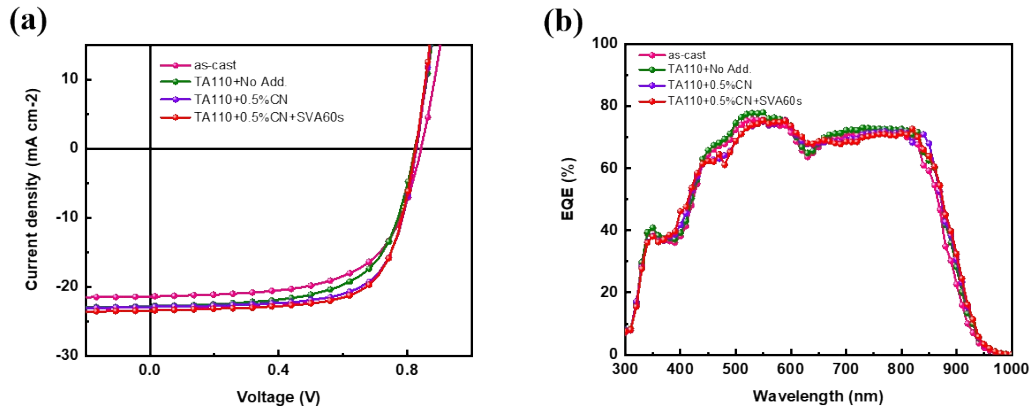 (a)
as-cast
TA110+No Add.
TA110+0.5%CN
TA110+0.5%CN+SVA60s
10
0
-10
-20
-30
0.0
0.4
0.8
Current density (mA cm-2)
Voltage (V)
(b)
as-cast
TA110+No Add.
TA110+0.5%CN
TA110+0.5%CN+SVA60s
100
80
60
40
20
0
300
400
500
600
700
800
900
1000
EQE (%)
Wavelength (nm)